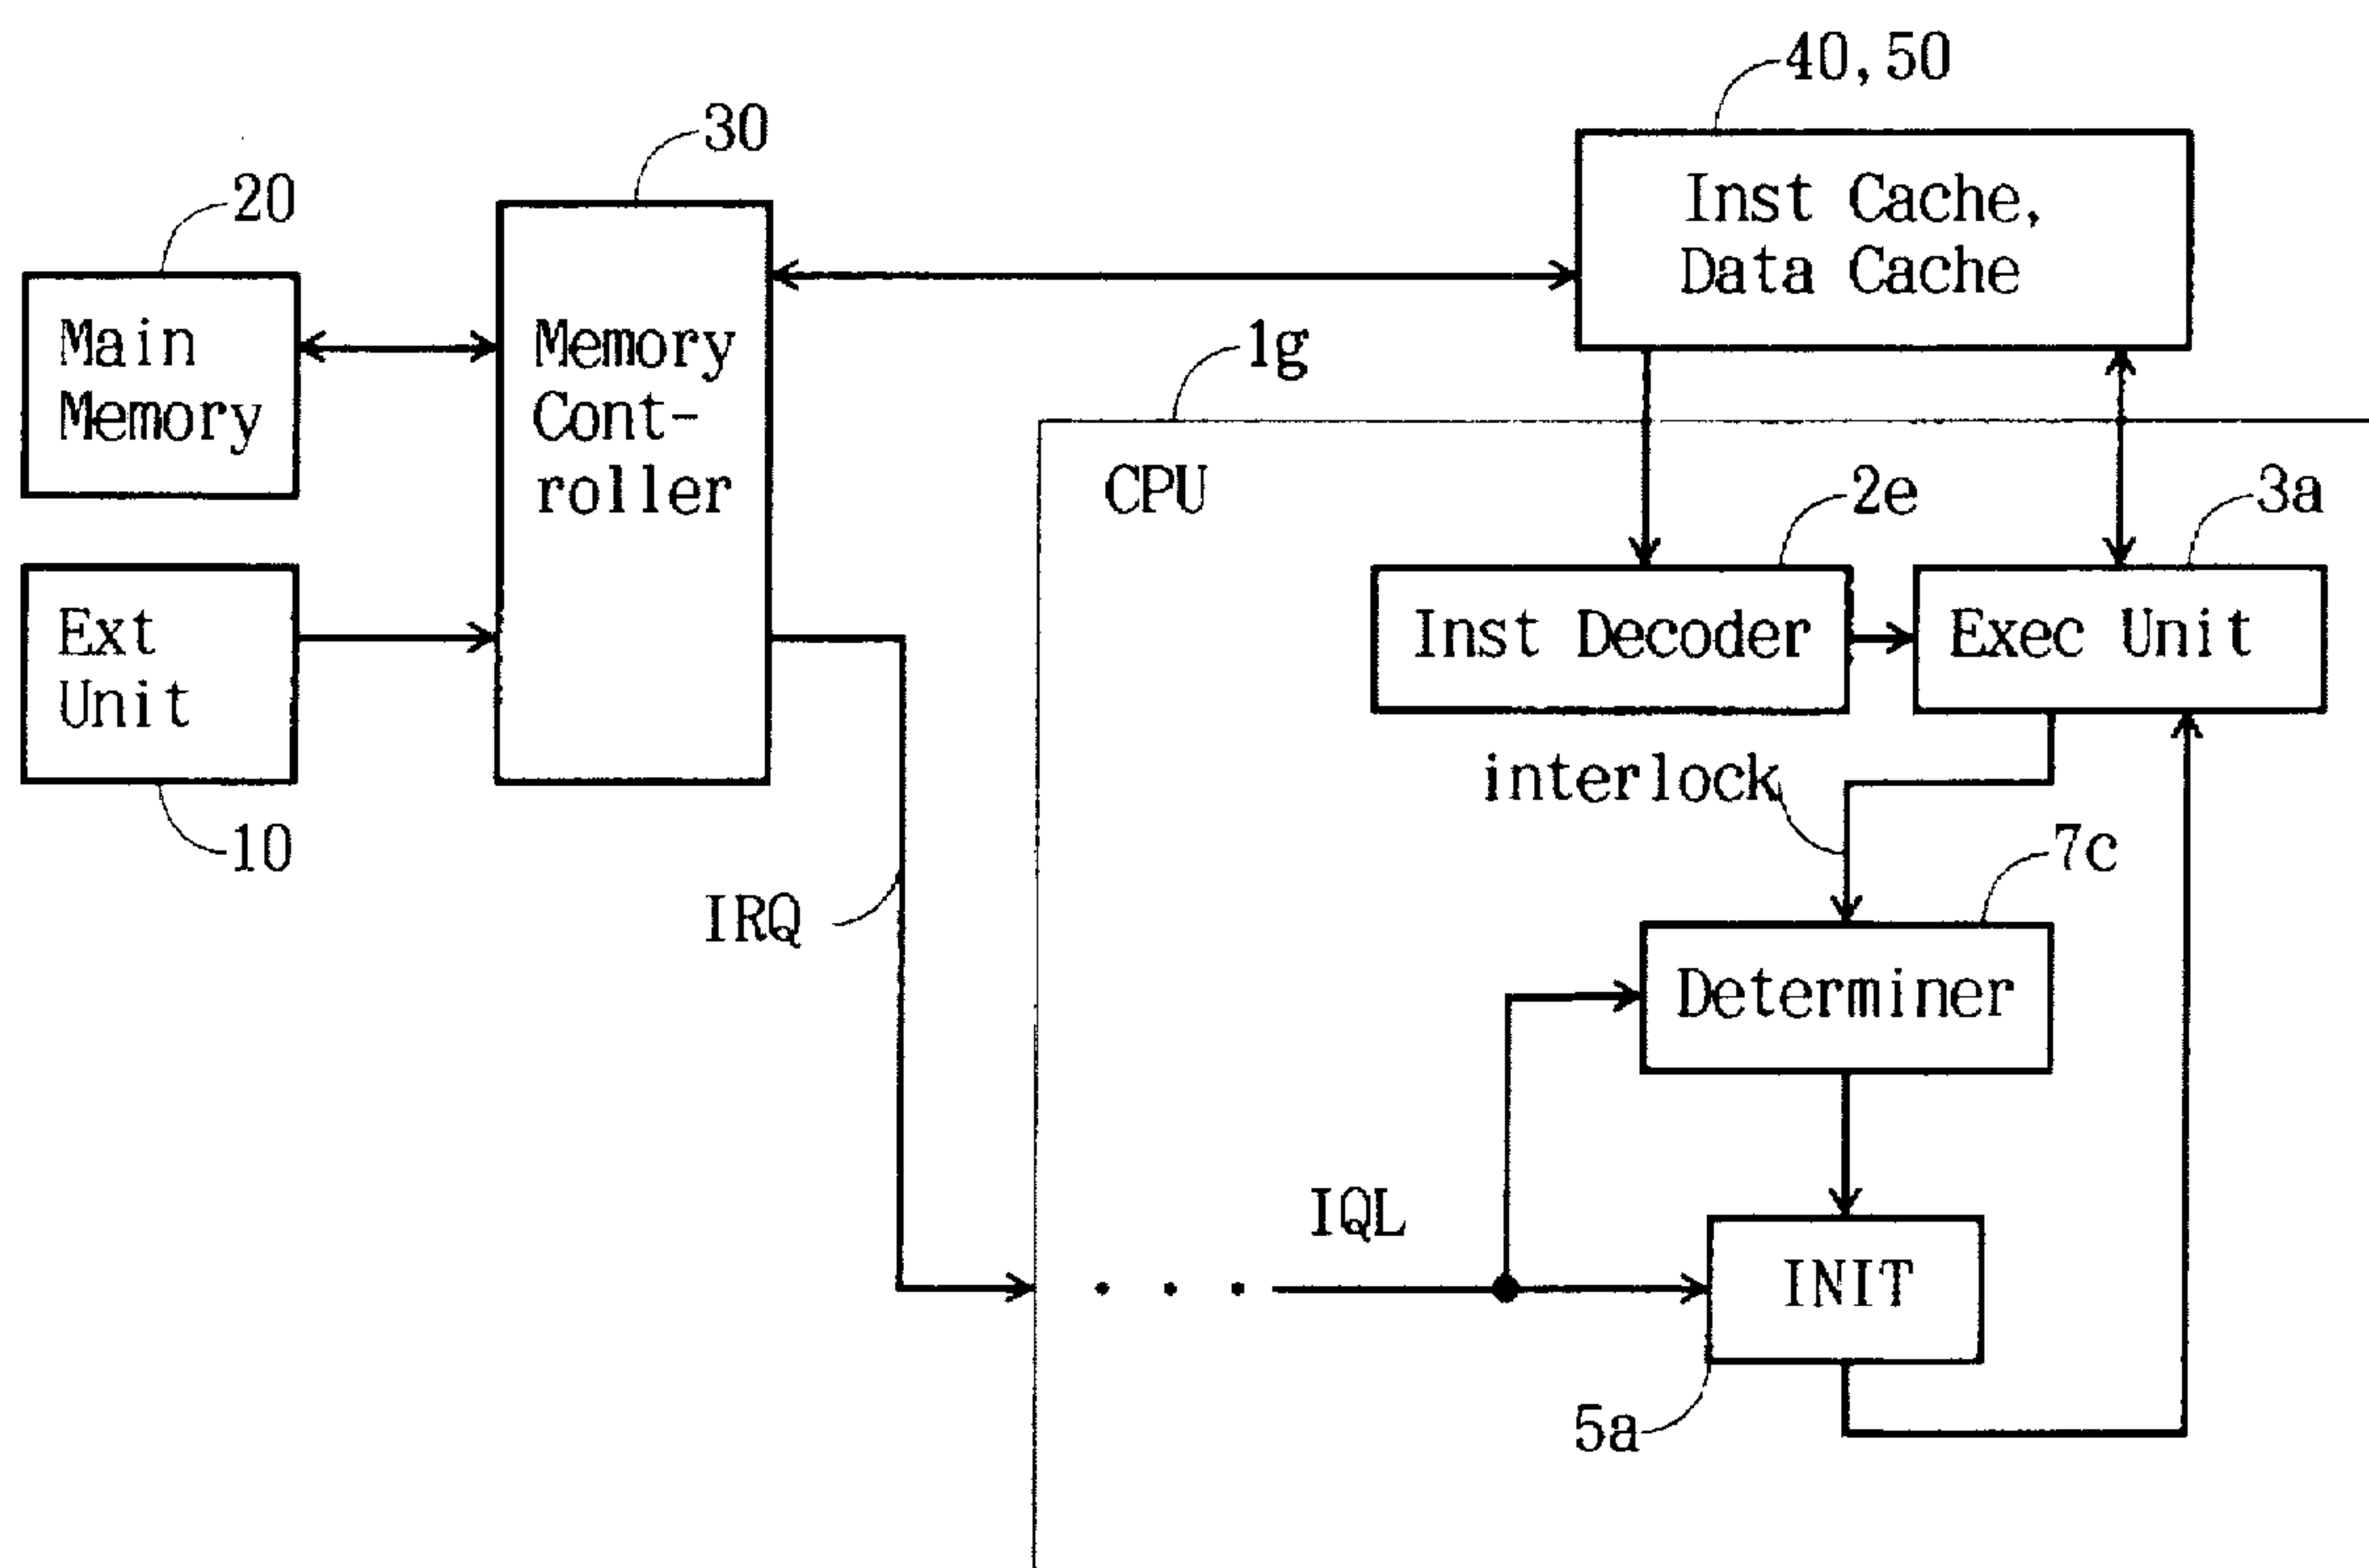 40,50
30
20
Inst Cache,
Data Cache
Main
Memory
Memory
Cont-
roller
1g
CPU
2e
3a
Ext
Unit
Inst Decoder
Exec Unit
interlock
10
7c
IRQ
Determiner
IQL
INIT
5a